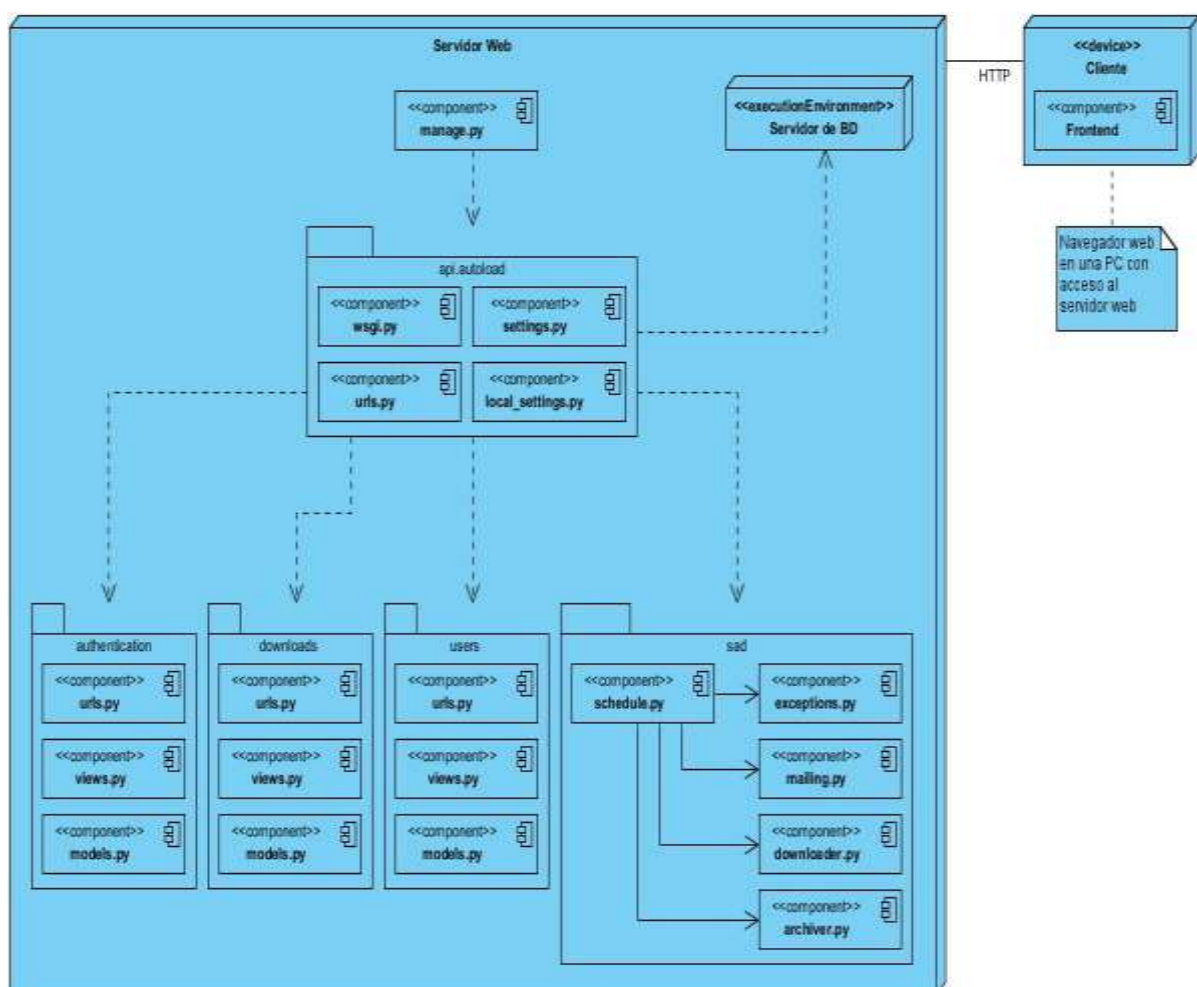 Servidor Web
<<component>>
manage.py
<<executionEnvironment>>
Servidor de BD
HTTP
<<device>>
Cliente
<<component>>
Frontend
Navegador web
en una PC con
acceso al
servidor web
api.autoload
<<component>>
wsgi.py
<<component>>
settings.py
<<component>>
urls.py
<<component>>
local_settings.py
authentication
<<component>>
urls.py
<<component>>
views.py
<<component>>
models.py
downloads
<<component>>
urls.py
<<component>>
views.py
<<component>>
models.py
users
<<component>>
urls.py
<<component>>
views.py
<<component>>
models.py
sad
<<component>>
schedule.py
<<component>>
exceptions.py
<<component>>
mailing.py
<<component>>
downloader.py
<<component>>
archiver.py